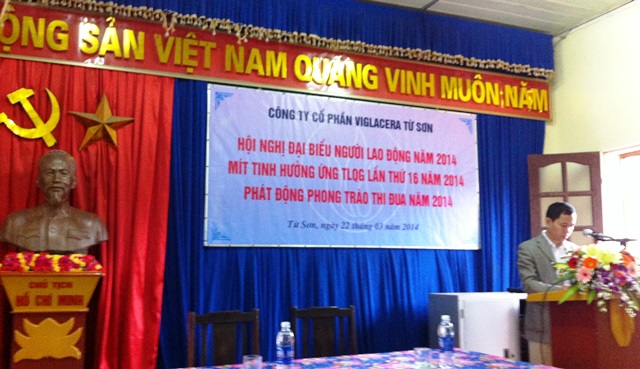 ỘNG SẢN VIỆT NAM QUANG VINH MUÔN NĂM
CÔNG TY CỔ PHẦN VIGLACERA TỪ SƠN
HỘI NGHỊ ĐẠI BIỂU NGƯỜI LAO ĐỘNG NĂM 2014
MÍT TINH HƯỞNG ỨNG TLQG LẦN THỨ 16 NĂM 2014
PHÁT ĐỘNG PHONG TRÀO THI ĐUA NĂM 2014
Từ Sơn, ngày 22 tháng 03 năm 2014
CHỦ TỊCH
HỒ CHÍ MINH